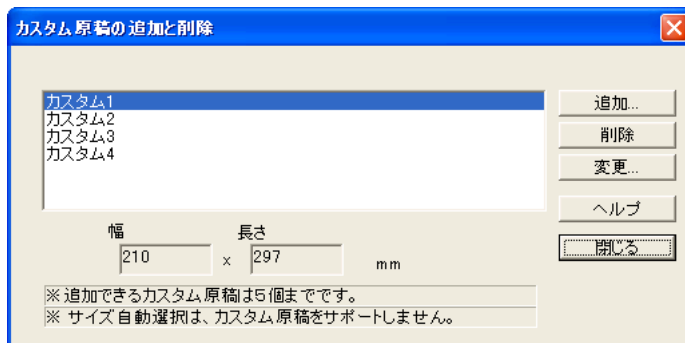 カスタム原稿の追加と削除
カスタム1
カスタム2
カスタム3
カスタム4
追加...
削除
変更...
ヘルプ
閉じる
幅 長さ
210 x 297 mm
※追加できるカスタム原稿は5個までです。
※ サイズ自動選択は、カスタム原稿をサポートしません。